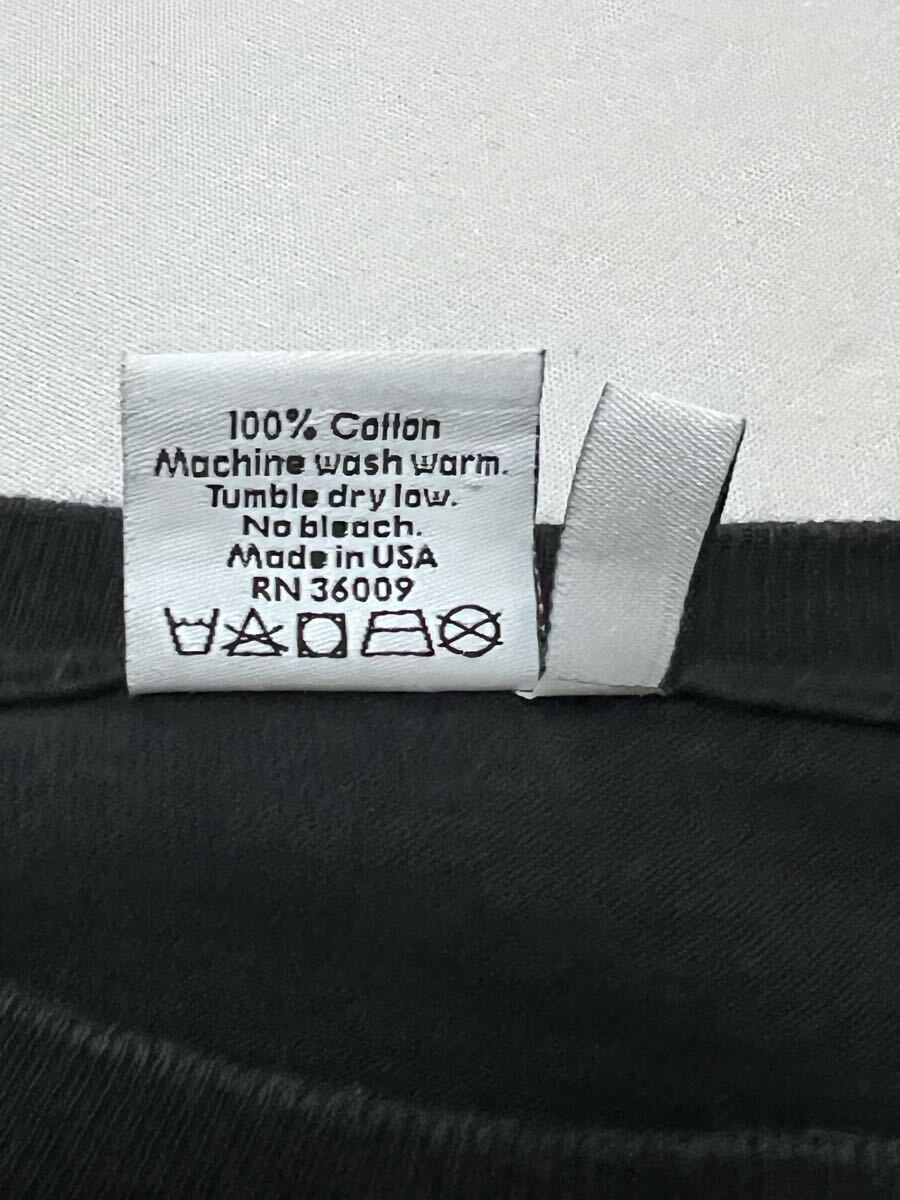 100% Cotton
Machine wash warm.
Tumble dry low.
No bleach.
Made in USA
RN 36009